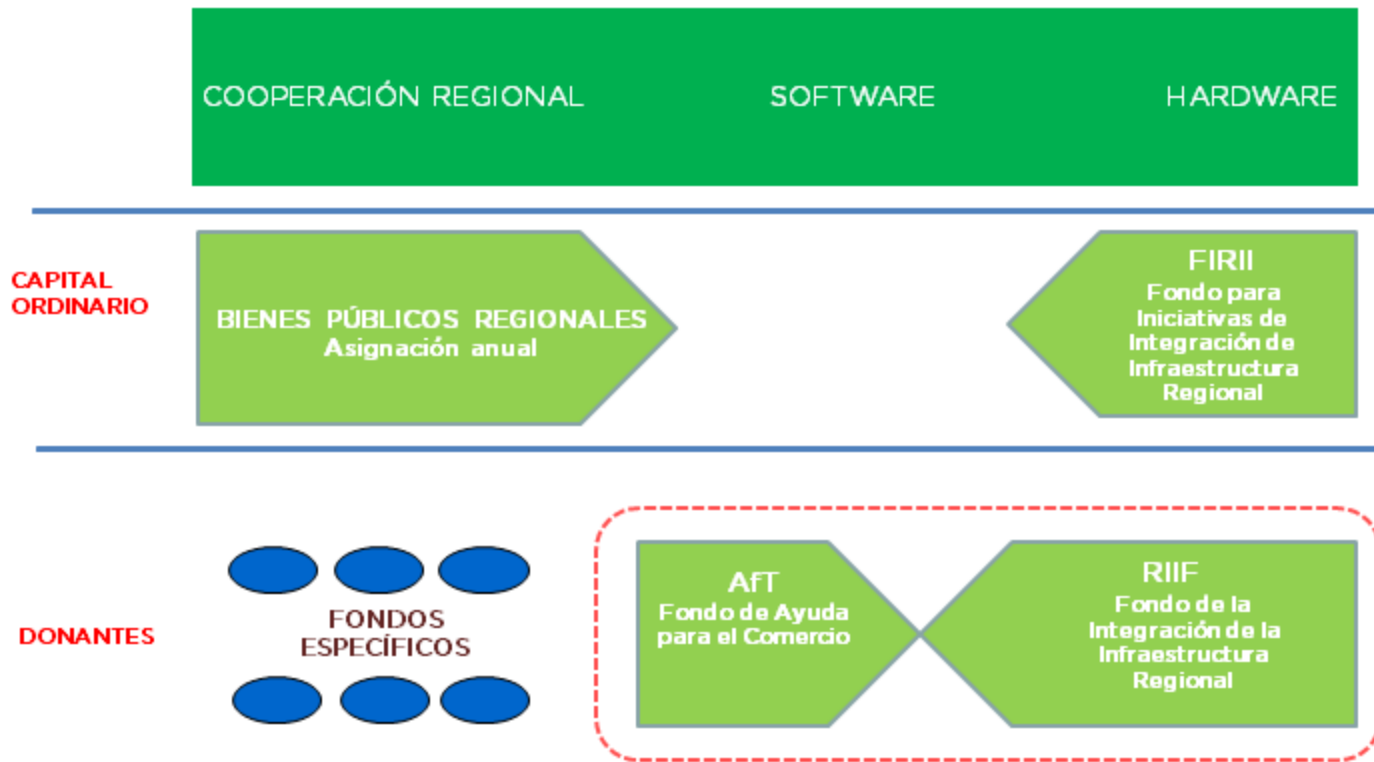 COOPERACIÓN REGIONAL
SOFTWARE
HARDWARE
CAPITAL
ORDINARIO
BIENES PÚBLICOS REGIONALES
Asignación anual
FIRII
Fondo para
Iniciativas de
Integración de
Infraestructura
Regional
DONANTES
FONDOS
ESPECÍFICOS
AfT
Fondo de Ayuda
para el Comercio
RIIF
Fondo de la
Integración de la
Infraestructura
Regional